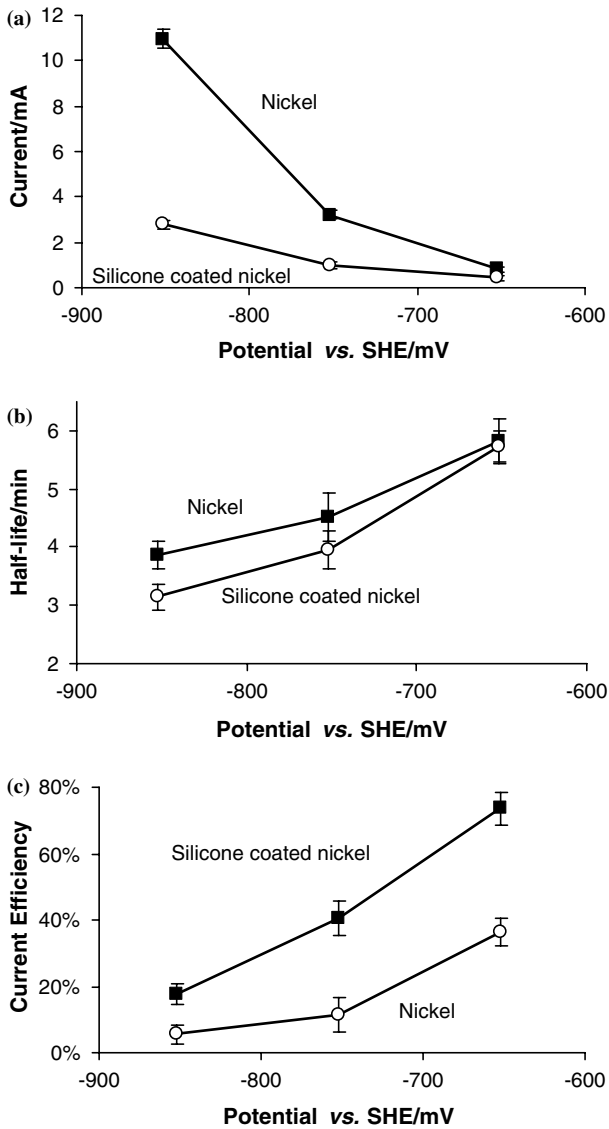 (a)
12
10
8
6
4
2
0
Current/mA
Nickel
Silicone coated nickel
-900 -800 -700 -600
Potential vs. SHE/mV
(b)
6
5
4
3
2
Half-life/min
Nickel
Silicone coated nickel
-900 -800 -700 -600
Potential vs. SHE/mV
(c)
80%
60%
40%
20%
0%
Current Efficiency
Silicone coated nickel
Nickel
-900 -800 -700 -600
Potential vs. SHE/mV